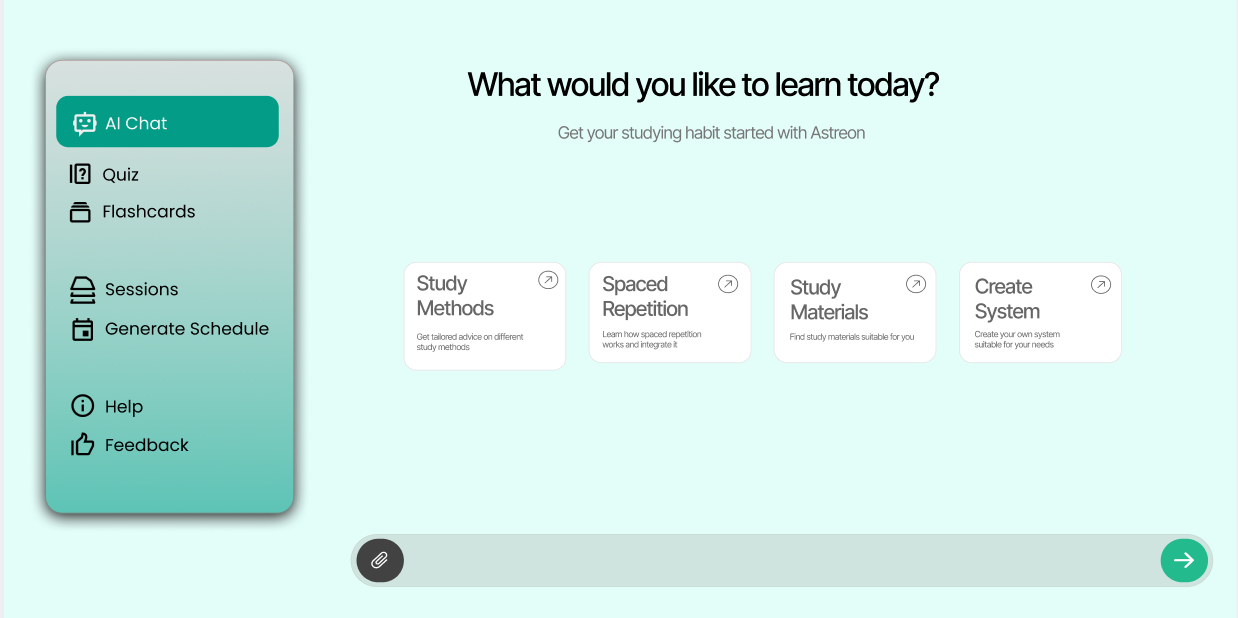 AI Chat
Quiz
Flashcards
Sessions
Generate Schedule
Help
Feedback
What would you like to learn today?
Get your studying habit started with Astreon
Study
Methods
Get tailored advice on different
study methods
Spaced
Repetition
Learn how spaced repetition
works and integrate it
Study
Materials
Find study materials suitable for you
Create
System
Create your own system
suitable for your needs